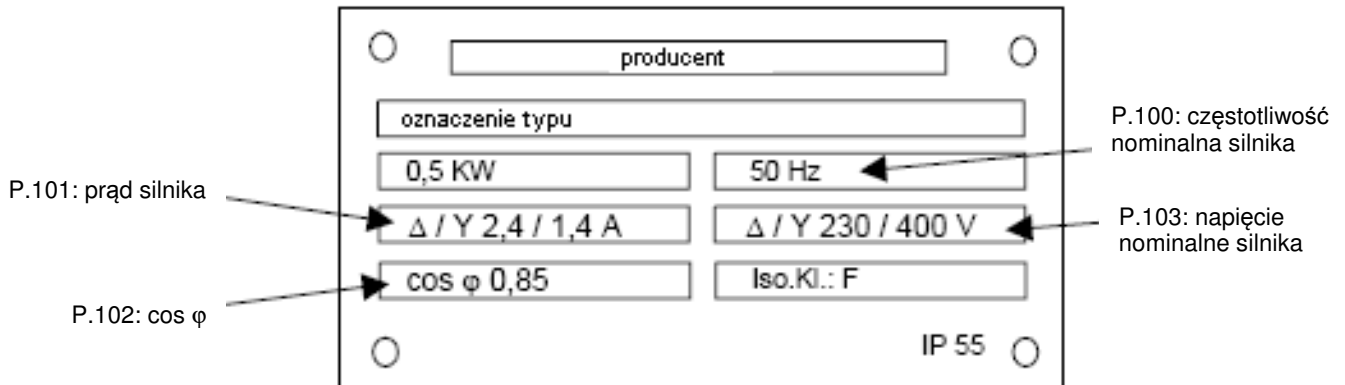 producent
oznaczenie typu
P.100: częstotliwość
nominalna silnika
0,5 KW
50 Hz
P.101: prąd silnika
Δ / Y 2,4 / 1,4 A
Δ / Y 230 / 400 V
P.103: napięcie
nominalne silnika
cos φ 0,85
Iso.Kl.: F
P.102: cos φ
IP 55